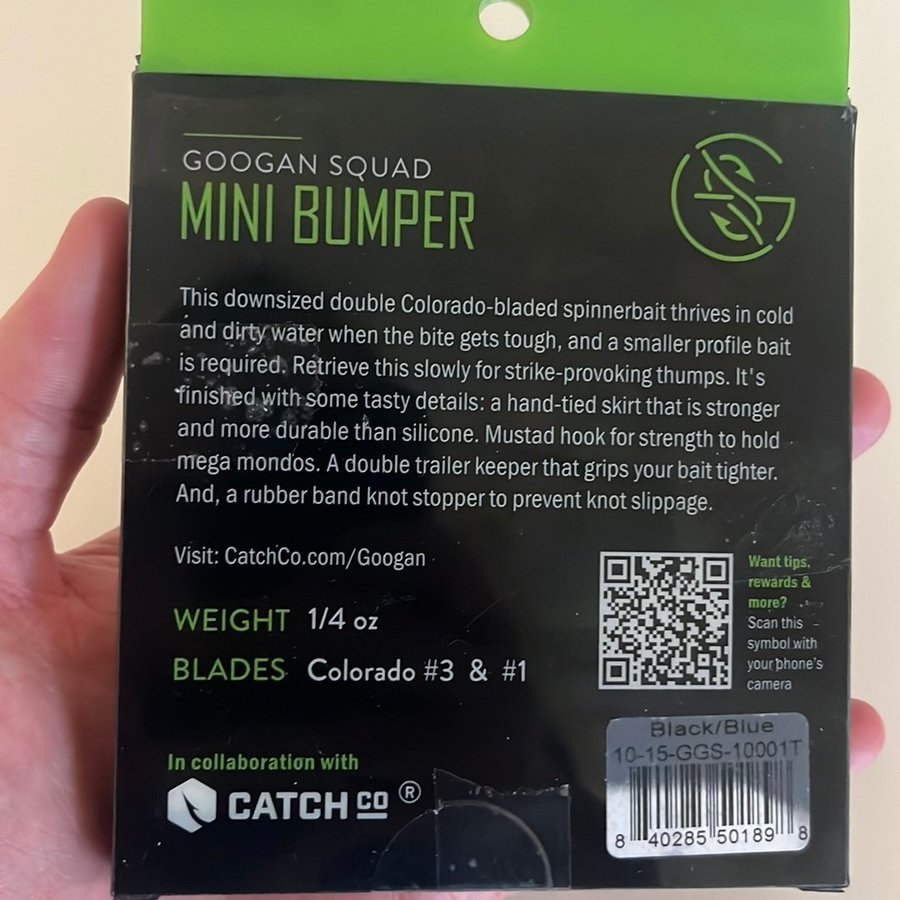 GOOGAN SQUAD
MINI BUMPER
This downsized double Colorado-bladed spinnerbait thrives in cold
and dirty water when the bite gets tough, and a smaller profile bait
is required. Retrieve this slowly for strike-provoking thumps. It's
finished with some tasty details: a hand-tied skirt that is stronger
and more durable than silicone. Mustad hook for strength to hold
mega mondos. A double trailer keeper that grips your bait tighter.
And, a rubber band knot stopper to prevent knot slippage.
Visit: CatchCo.com/Googan
WEIGHT 1/4 oz
BLADES Colorado #3 & #1
Want tips,
rewards &
more?
Scan this
symbol with
your phone's
camera
In collaboration with
CATCH CO ®
Black/Blue
10-15-GGS-10001T
8 40285 50189 8